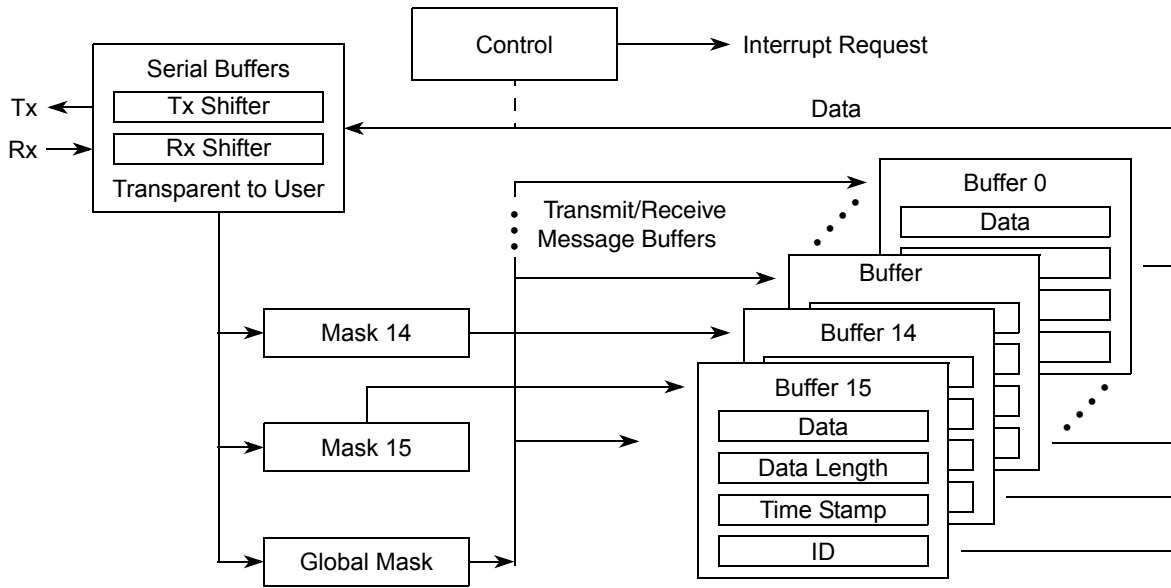 Control
Interrupt Request
Serial Buffers
Tx Shifter
Rx Shifter
Transparent to User
Tx
Rx
Data
Transmit/Receive
Message Buffers
Buffer 0
Data
Buffer
Mask 14
Buffer 14
Mask 15
Buffer 15
Data
Data Length
Time Stamp
ID
Global Mask